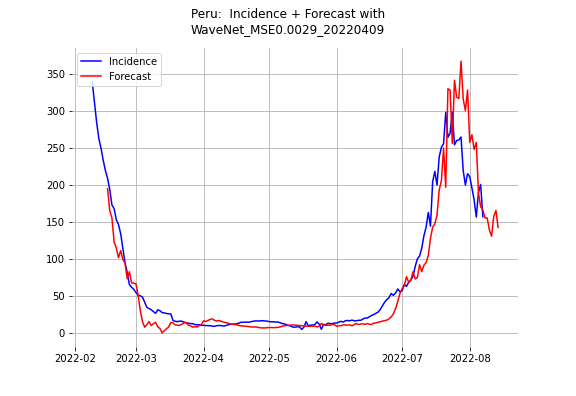 Peru:  Incidence + Forecast with
WaveNet_MSE0.0029_20220409
Incidence
Forecast
350
300
250
200
150
100
50
0
2022-02 2022-03 2022-04 2022-05 2022-06 2022-07 2022-08